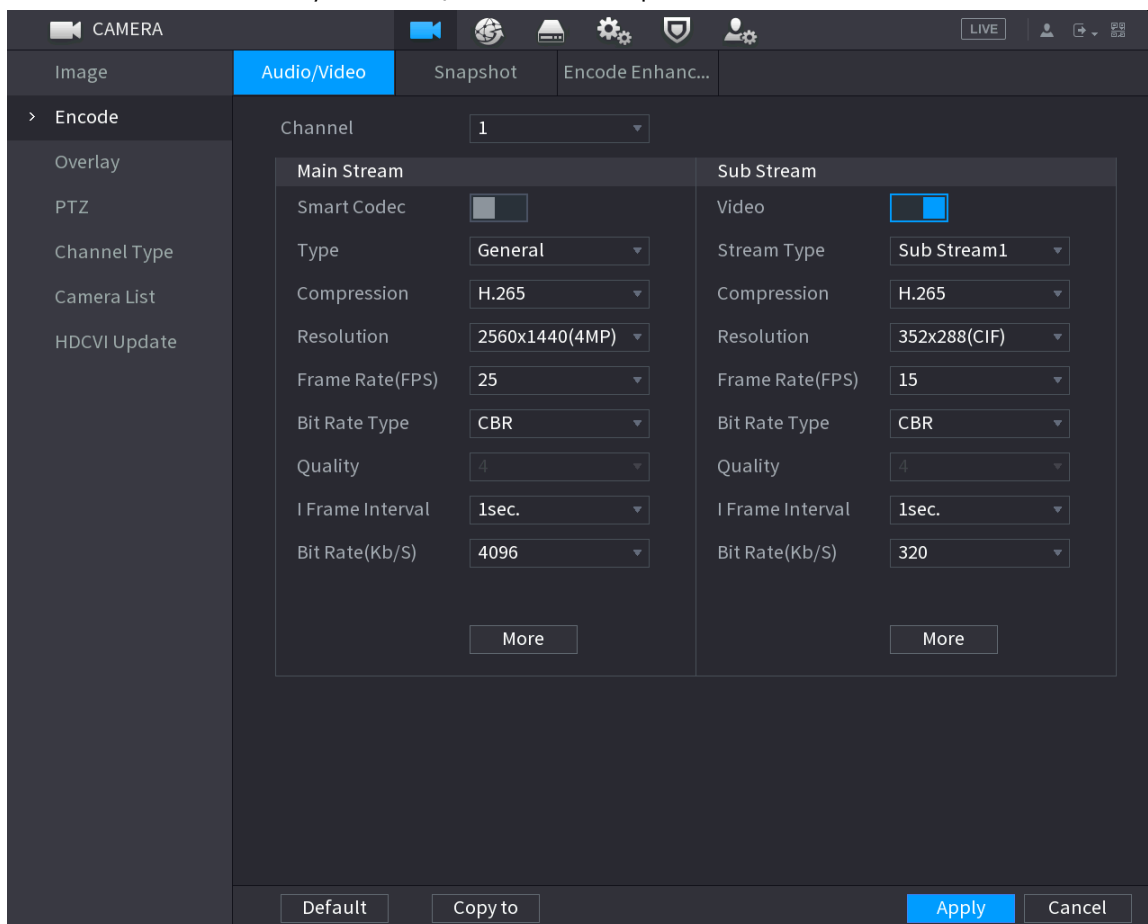 CAMERA LIVE
Image Audio/Video Snapshot Encode Enhanc...
> Encode
Channel 1
Overlay
Main Stream Sub Stream
PTZ Smart Codec Video
Channel Type Type General Stream Type Sub Stream1
Camera List Compression H.265 Compression H.265
HDCVI Update Resolution 2560x1440(4MP) Resolution 352x288(CIF)
Frame Rate(FPS) 25 Frame Rate(FPS) 15
Bit Rate Type CBR Bit Rate Type CBR
Quality 4 Quality 4
I Frame Interval 1sec. I Frame Interval 1sec.
Bit Rate(Kb/S) 4096 Bit Rate(Kb/S) 320
More More
Default Copy to Apply Cancel